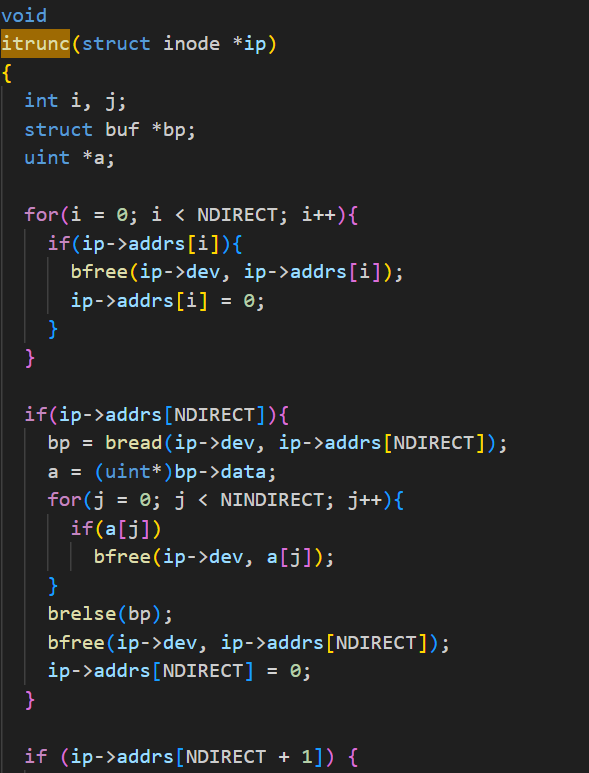 void
itrunc(struct inode *ip)
{
  int i, j;
  struct buf *bp;
  uint *a;

  for(i = 0; i < NDIRECT; i++){
    if(ip->addrs[i]){
      bfree(ip->dev, ip->addrs[i]);
      ip->addrs[i] = 0;
    }
  }

  if(ip->addrs[NDIRECT]){
    bp = bread(ip->dev, ip->addrs[NDIRECT]);
    a = (uint*)bp->data;
    for(j = 0; j < NINDIRECT; j++){
      if(a[j])
        bfree(ip->dev, a[j]);
    }
    brelse(bp);
    bfree(ip->dev, ip->addrs[NDIRECT]);
    ip->addrs[NDIRECT] = 0;
  }

  if (ip->addrs[NDIRECT + 1]) {